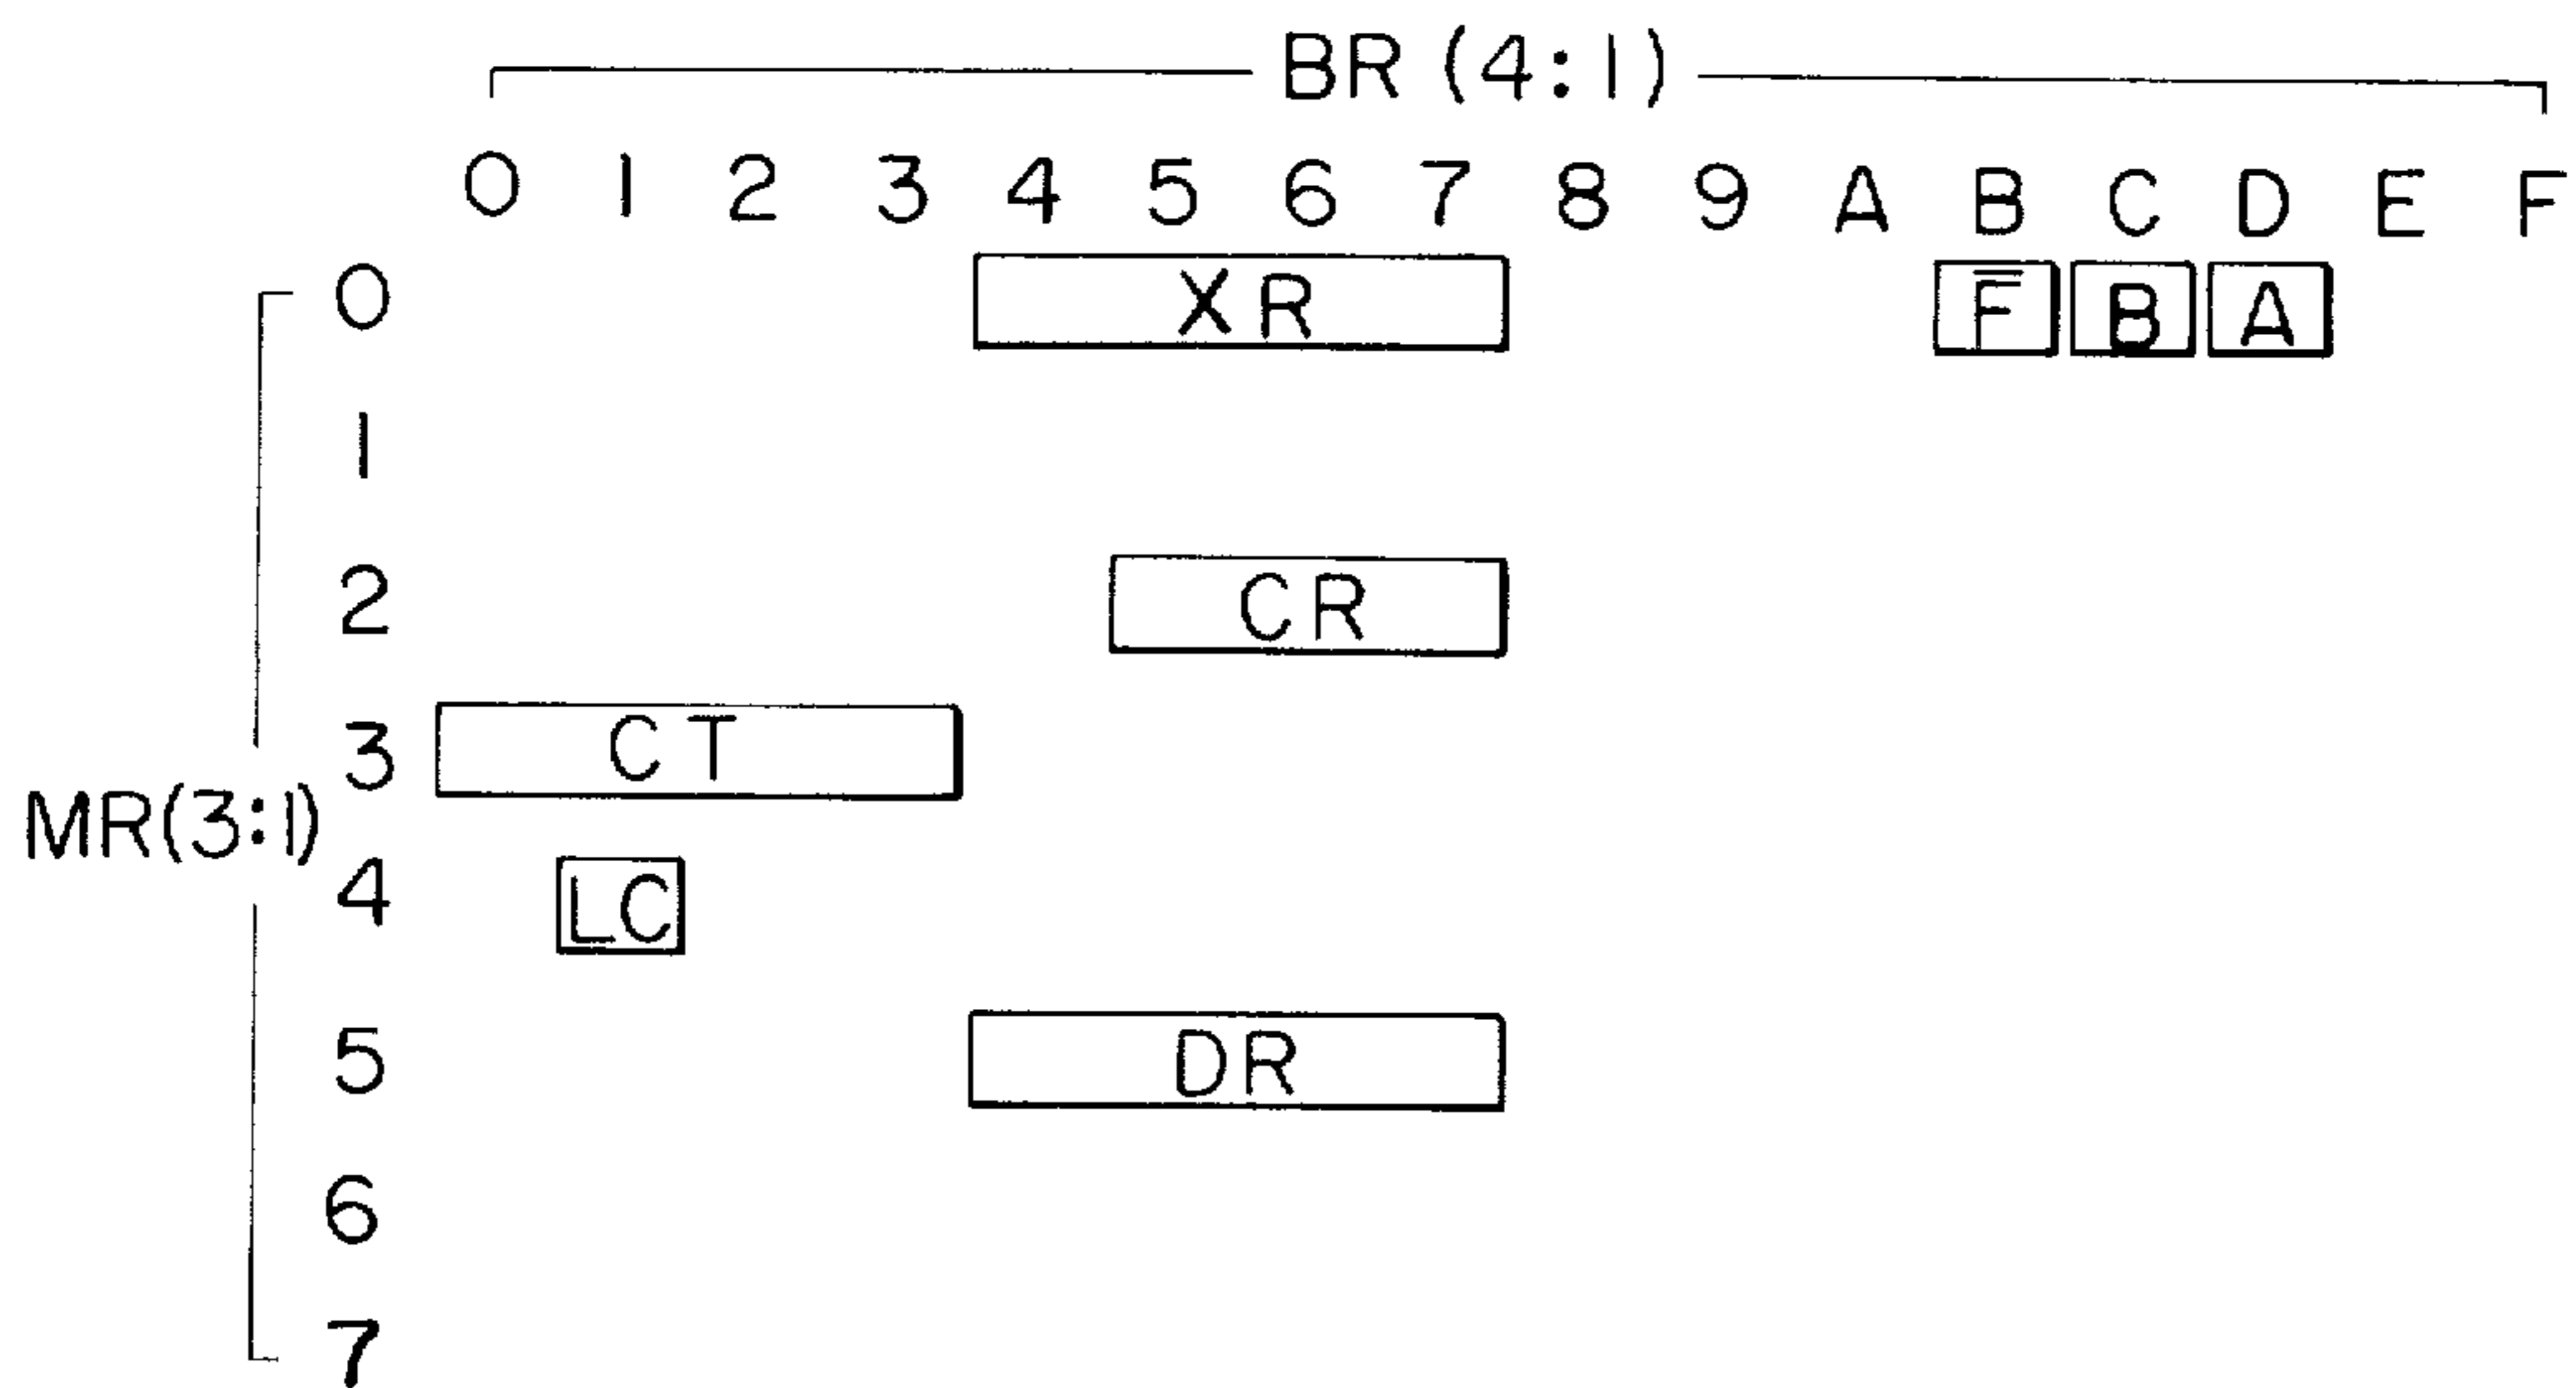 BR (4:1)
0 1 2 3 4 5 6 7 8 9 A B C D E F
0 XR F̅ B A
1
2 CR
3 CT
MR(3:1)
4 LC
5 DR
6
7